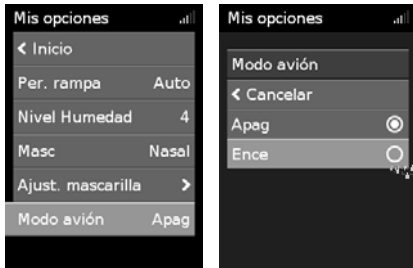 Mis opciones
< Inicio
Per. rampa Auto
Nivel Humedad 4
Masc Nasal
Ajust. mascarilla >
Modo avión Apag
Mis opciones
Modo avión
< Cancelar
Apag
Ence